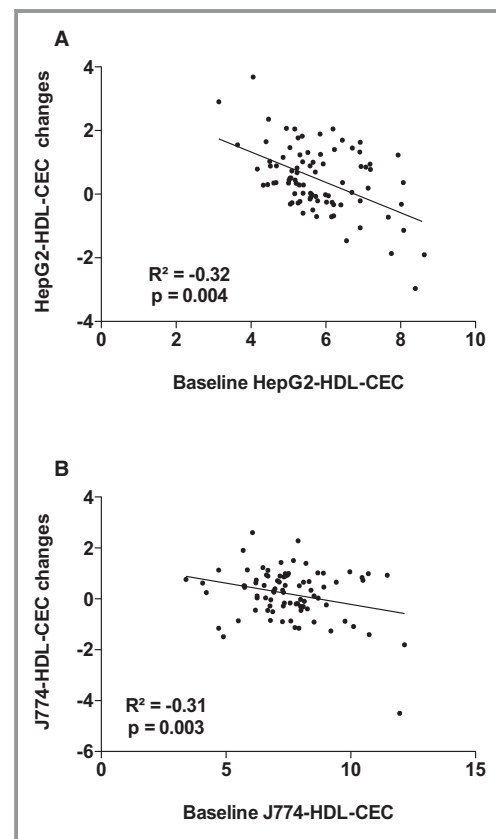 A
HepG2-HDL-CEC changes
4
2
0
-2
-4
R² = -0.32
p = 0.004
0
2
4
6
8
10
Baseline HepG2-HDL-CEC
B
J774-HDL-CEC changes
4
2
0
-2
-4
-6
R² = -0.31
p = 0.003
0
5
10
15
Baseline J774-HDL-CEC